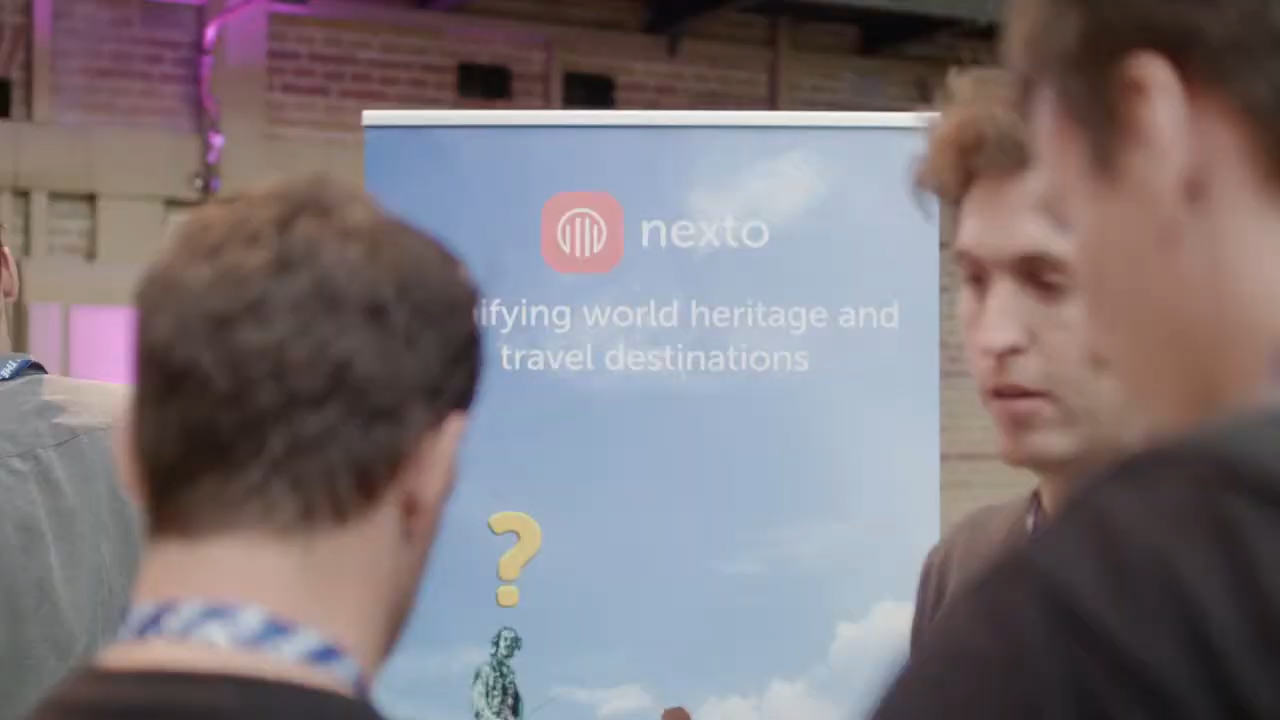 nexto
ifying world heritage and
travel destinations
?